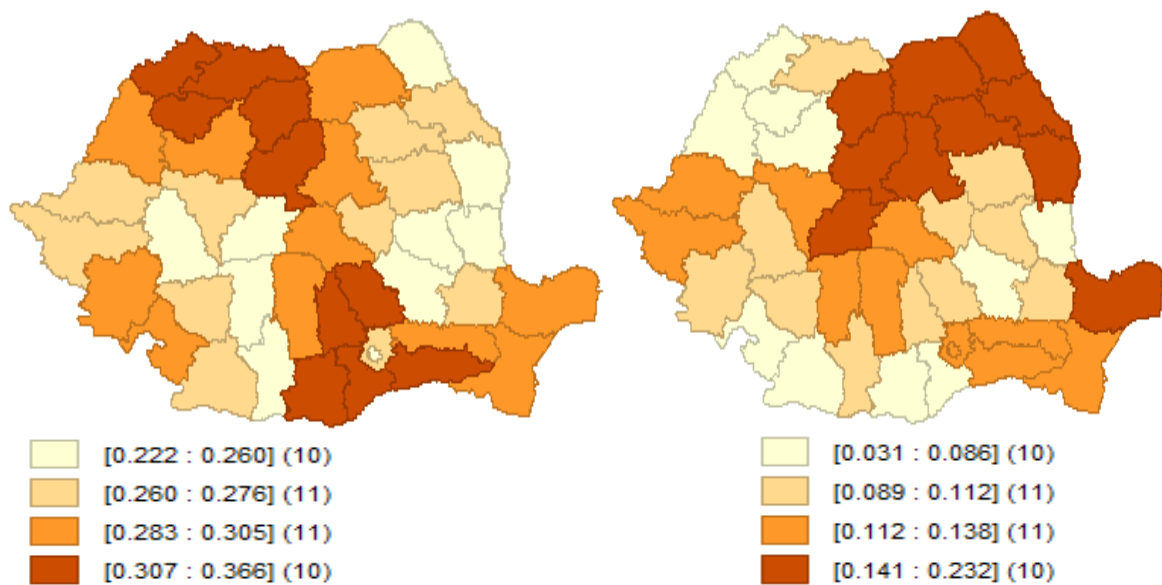 [0.222 : 0.260] (10)
[0.260 : 0.276] (11)
[0.283 : 0.305] (11)
[0.307 : 0.366] (10)
[0.031 : 0.086] (10)
[0.089 : 0.112] (11)
[0.112 : 0.138] (11)
[0.141 : 0.232] (10)